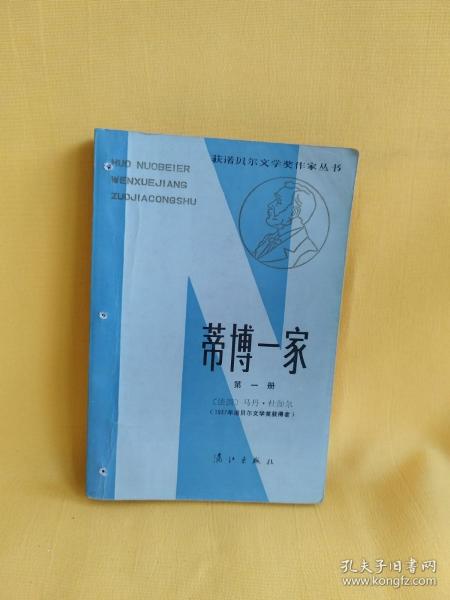 获诺贝尔文学奖作家丛书
HUO NUOBEIER
WENXUEJIANG
ZUOJIACONGSHU
蒂博一家
第一册
〔法国〕马丹·杜加尔
(1937年诺贝尔文学奖获得者)
漓江出版社
孔夫子旧书网
www.kongfz.com